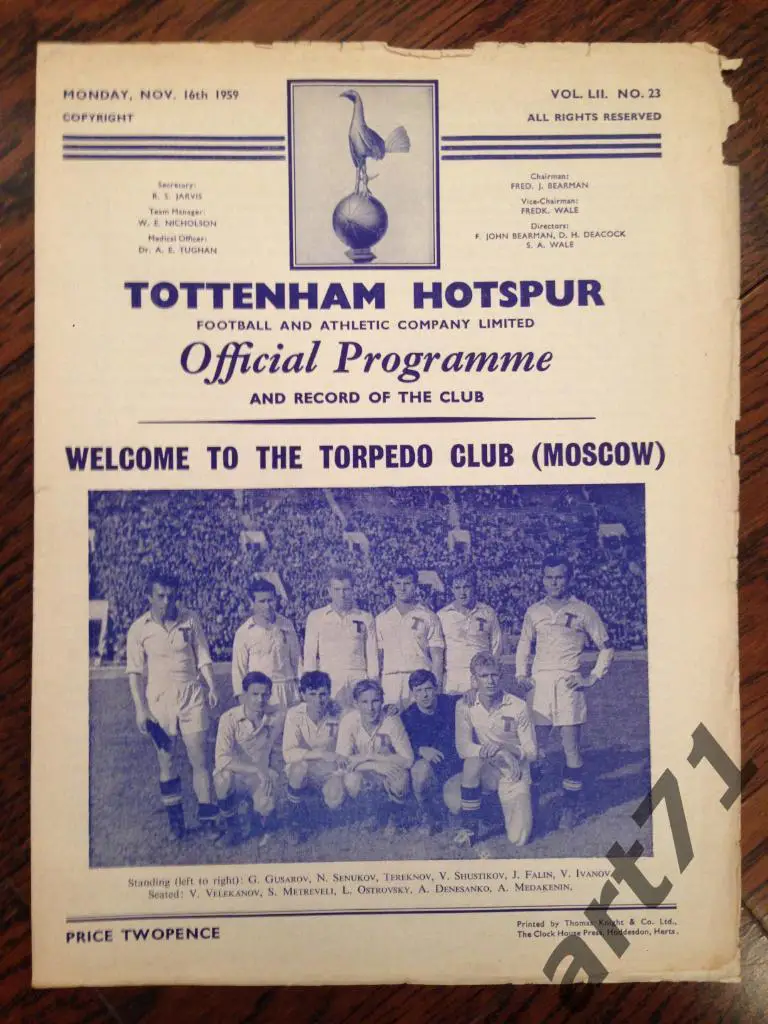 MONDAY, NOV. 16th 1959
COPYRIGHT
VOL. LII. NO. 23
ALL RIGHTS RESERVED
Secretary:
R. S. JARVIS
Team Manager:
W. E. NICHOLSON
Medical Officer:
Dr. A. E. TUGHAN
Chairman:
FRED. J. BEARMAN
Vice-Chairman:
FREDK. WALE
Directors:
F. JOHN BEARMAN, D. H. DEACOCK
S. A. WALE
TOTTENHAM HOTSPUR
FOOTBALL AND ATHLETIC COMPANY LIMITED
Official Programme
AND RECORD OF THE CLUB
WELCOME TO THE TORPEDO CLUB (MOSCOW)
T
T
T
T
T
T
Standing (left to right): G. GUSAROV, N. SENUKOV, TEREKNOV, V. SHUSTIKOV, J. FALIN, V. IVANOVA
Seated: V. VELEKANOV, S. METREVELI, L. OSTROVSKY, A. DENESANKO, A. MEDAKENIN.
PRICE TWOPENCE
Printed by Thomas Knight & Co. Ltd.,
The Clock House Press, Hoddesdon, Herts.
art71